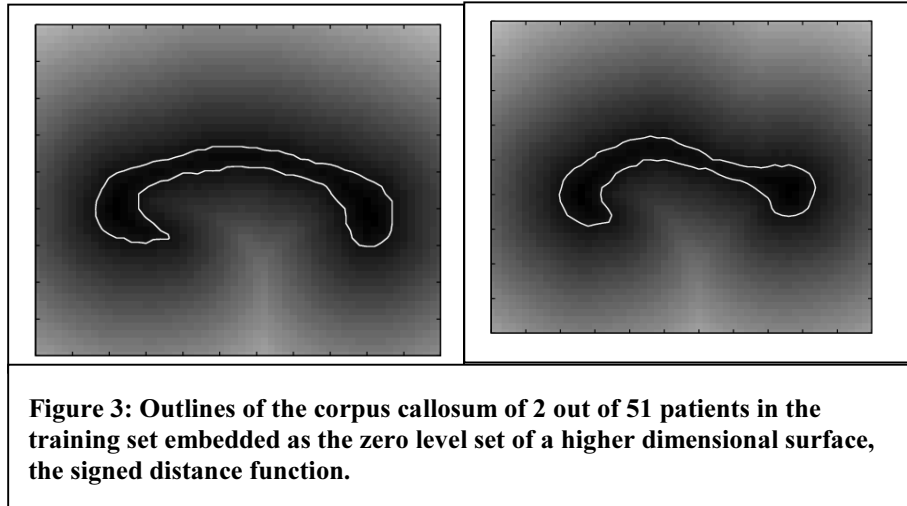 Figure 3: Outlines of the corpus callosum of 2 out of 51 patients in the
training set embedded as the zero level set of a higher dimensional surface,
the signed distance function.